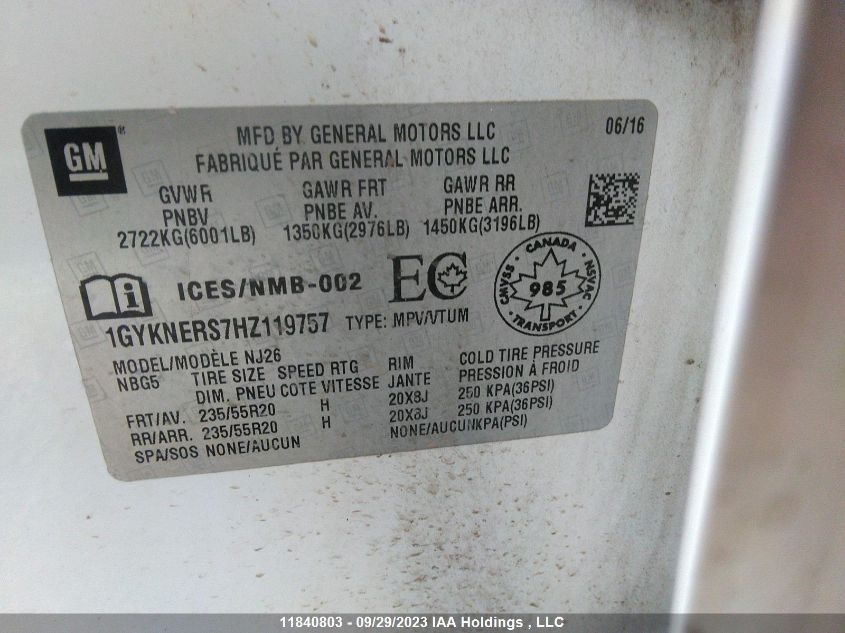 GM
®
MFD BY GENERAL MOTORS LLC
06/16
FABRIQUÉ PAR GENERAL MOTORS LLC
GVWR GAWR FRT GAWR RR
PNBV PNBE AV. PNBE ARR.
2722KG(6001LB) 1350KG(2976LB) 1450KG(3196LB)
ICES/NMB-002 EC
CANADA
CMVSS 985 NSVAC
TRANSPORT
1GYKNERS7HZ119757 TYPE: MPV/VTUM
MODEL/MODÈLE NJ26
NBG5 TIRE SIZE SPEED RTG RIM COLD TIRE PRESSURE
DIM. PNEU COTE VITESSE JANTE PRESSION À FROID
FRT/AV. 235/55R20 H 20X8J 250 KPA(36PSI)
RR/ARR. 235/55R20 H 20X8J 250 KPA(36PSI)
SPA/SOS NONE/AUCUN NONE/AUCUNKPA(PSI)
11840803 - 09/29/2023 IAA Holdings , LLC